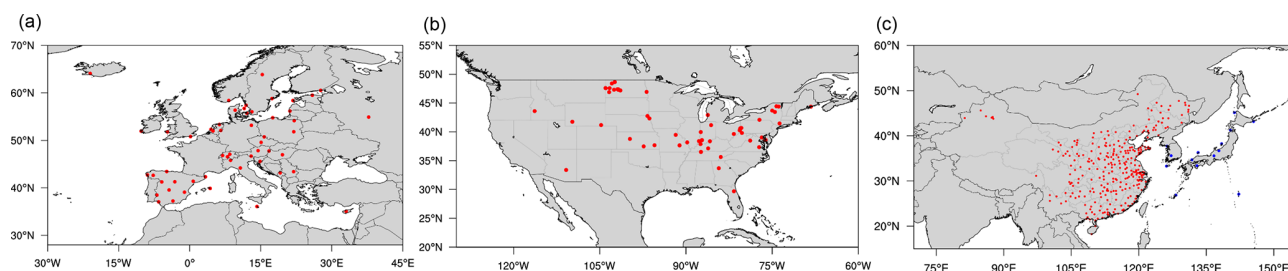 (a)
70°N
60°N
50°N
40°N
30°N
30°W
15°W
0°E
15°E
30°E
45°E
(b)
55°N
50°N
45°N
40°N
35°N
30°N
25°N
20°N
120°W
105°W
90°W
75°W
60°W
(c)
60°N
50°N
40°N
30°N
20°N
75°E
90°E
105°E
120°E
135°E
150°E